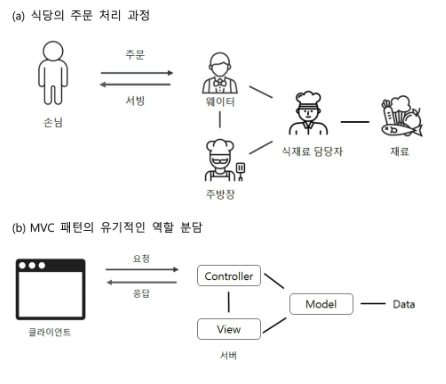 (a) 식당의 주문 처리 과정
주문
서빙
손님
웨이터
주방장
식재료 담당자
재료
(b) MVC 패턴의 유기적인 역할 분담
요청
응답
클라이언트
Controller
View
Model
Data
서버